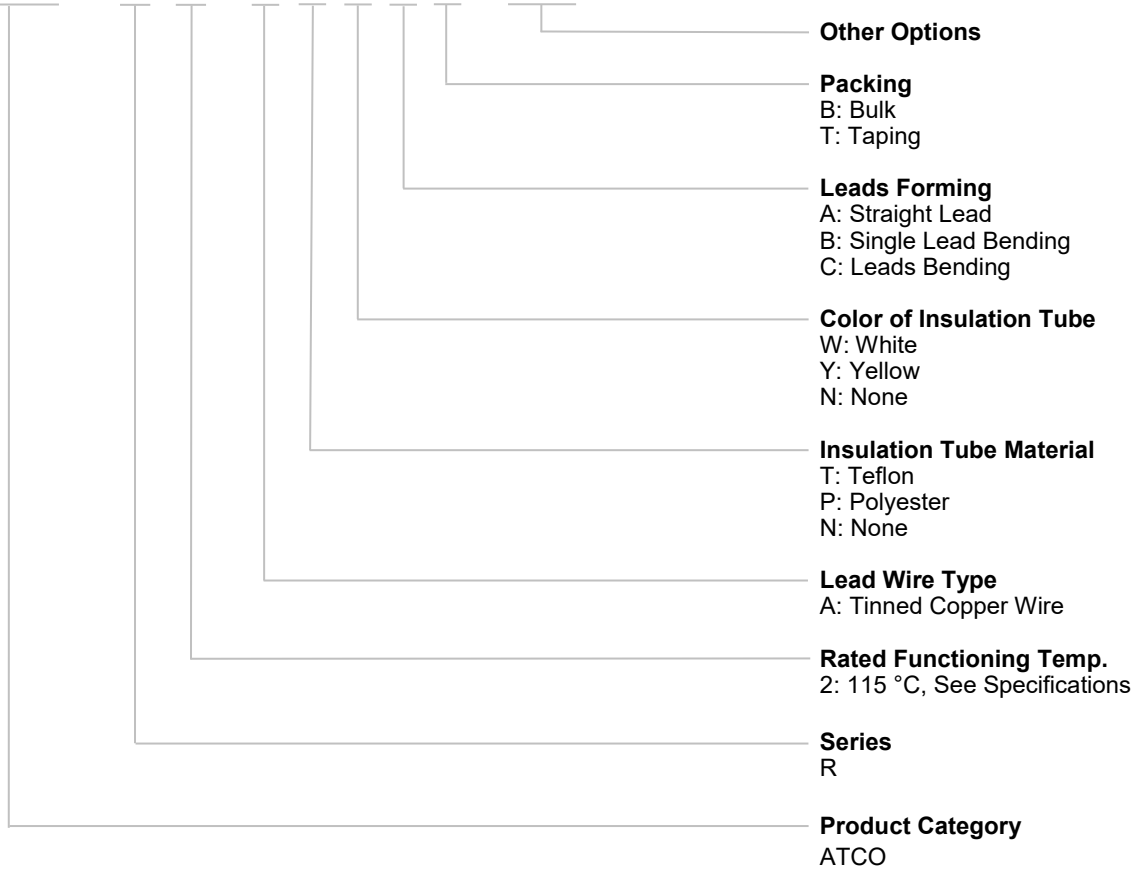 Other Options
Packing
B: Bulk
T: Taping
Leads Forming
A: Straight Lead
B: Single Lead Bending
C: Leads Bending
Color of Insulation Tube
W: White
Y: Yellow
N: None
Insulation Tube Material
T: Teflon
P: Polyester
N: None
Lead Wire Type
A: Tinned Copper Wire
Rated Functioning Temp.
2: 115 °C, See Specifications
Series
R
Product Category
ATCO